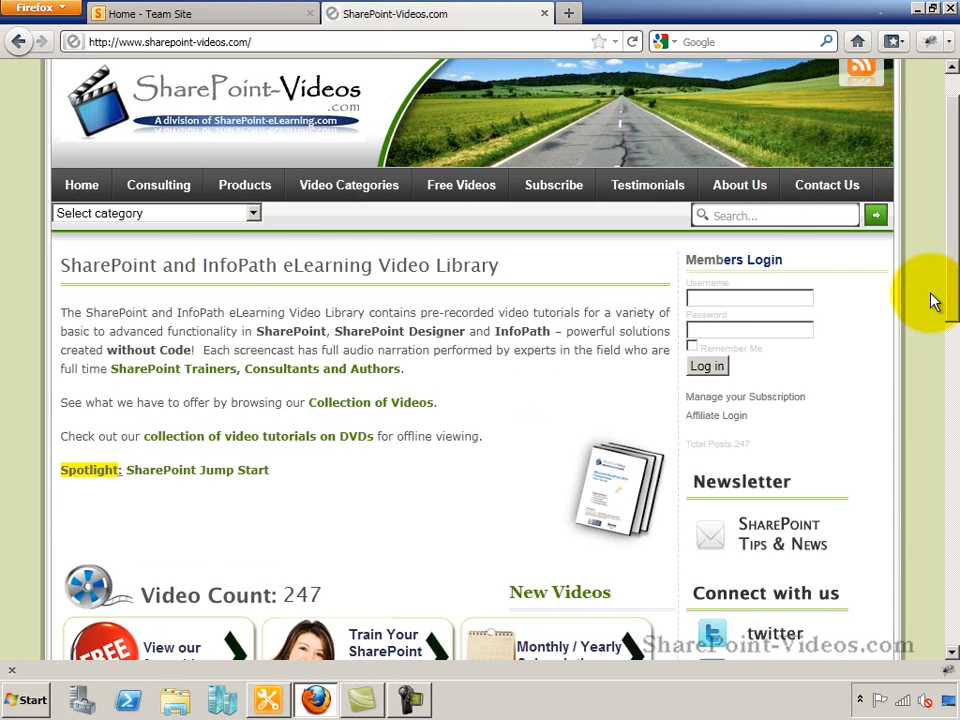 Firefox
Home - Team Site
SharePoint-Videos.com
http://www.sharepoint-videos.com/
Google
SharePoint-Videos
.com
A division of SharePoint-eLearning.com
Home Consulting Products Video Categories Free Videos Subscribe Testimonials About Us Contact Us
Select category
Search...
SharePoint and InfoPath eLearning Video Library
The SharePoint and InfoPath eLearning Video Library contains pre-recorded video tutorials for a variety of
basic to advanced functionality in SharePoint, SharePoint Designer and InfoPath – powerful solutions
created without Code! Each screencast has full audio narration performed by experts in the field who are
full time SharePoint Trainers, Consultants and Authors.
See what we have to offer by browsing our Collection of Videos.
Check out our collection of video tutorials on DVDs for offline viewing.
Spotlight: SharePoint Jump Start
Members Login
Username
Password
Remember Me
Log in
Manage your Subscription
Affiliate Login
Total Posts 247
Newsletter
SharePoint
Tips & News
Connect with us
twitter
Video Count: 247
New Videos
FREE
View our
Train Your
SharePoint
Monthly / Yearly
SharePoint-Videos.com
Start